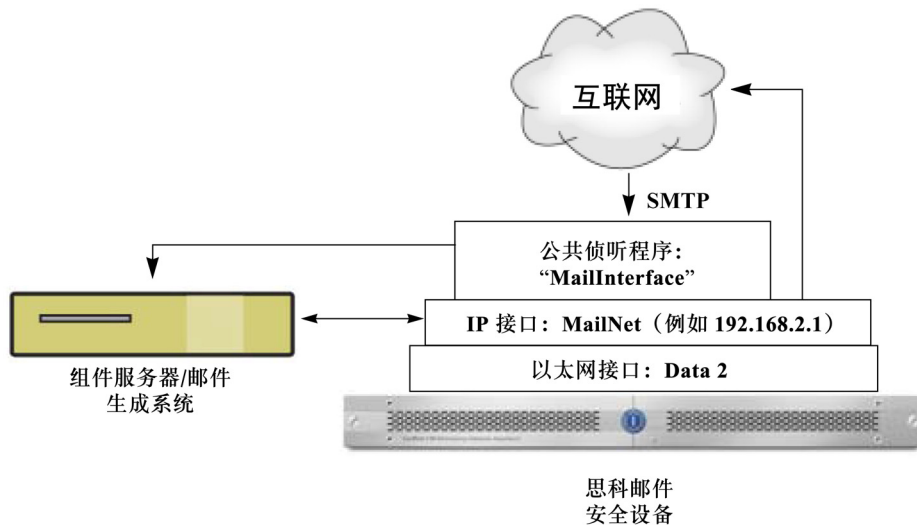 互联网
SMTP
公共侦听程序：
“MailInterface”
IP 接口：MailNet（例如 192.168.2.1）
以太网接口：Data 2
组件服务器/邮件
生成系统
思科邮件
安全设备